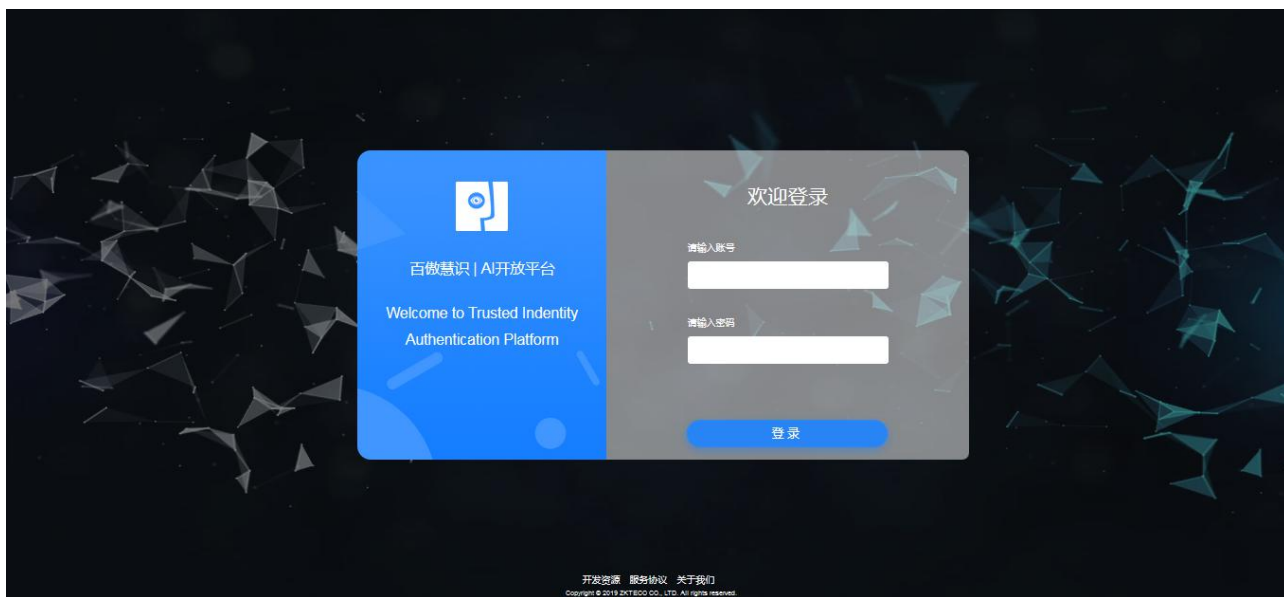 百傲慧识 | AI开放平台
Welcome to Trusted Indentity
Authentication Platform
欢迎登录
请输入账号
请输入密码
登 录
开发资源 服务协议 关于我们
Copyright © 2019 ZKTECO CO., LTD. All rights reserved.